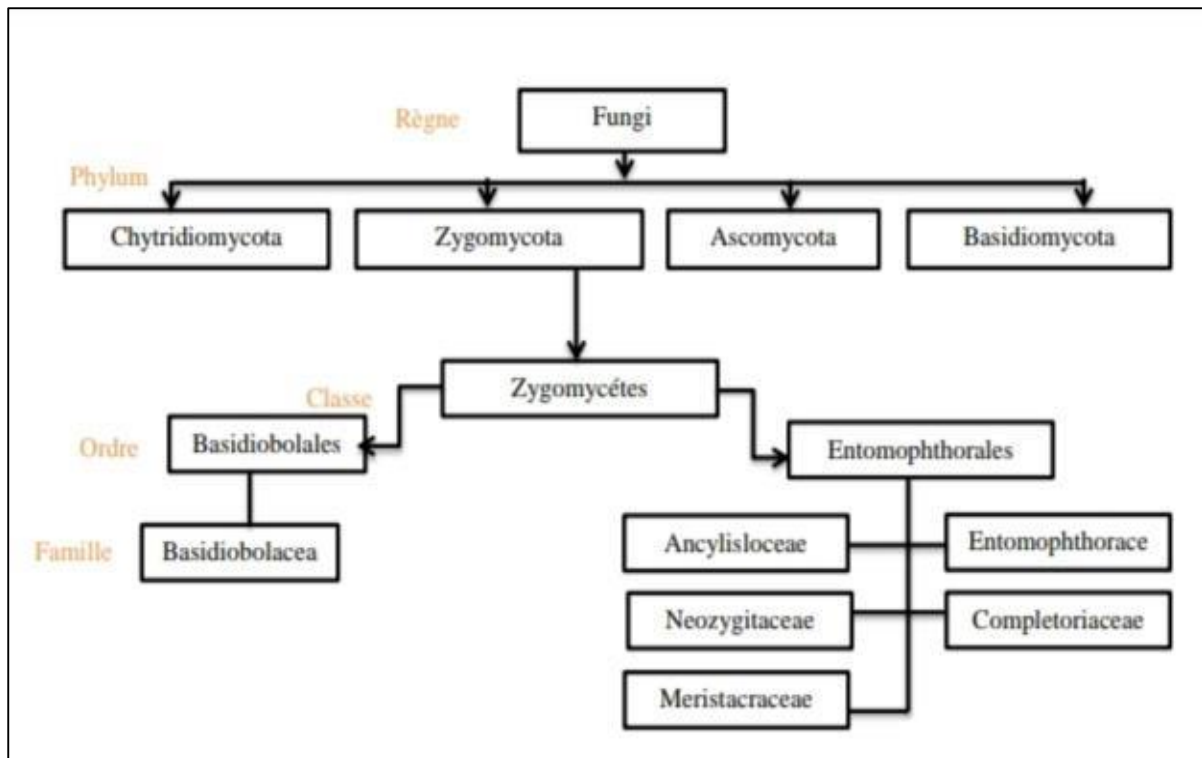 Règne
Fungi
Phylum
Chytridiomycota
Zygomycota
Ascomycota
Basidiomycota
Zygomycétes
Classe
Ordre
Basidiobolales
Entomophthorales
Famille
Basidiobolacea
Ancylisloceae
Entomophthorace
Neozygitaceae
Completoriaceae
Meristacraceae